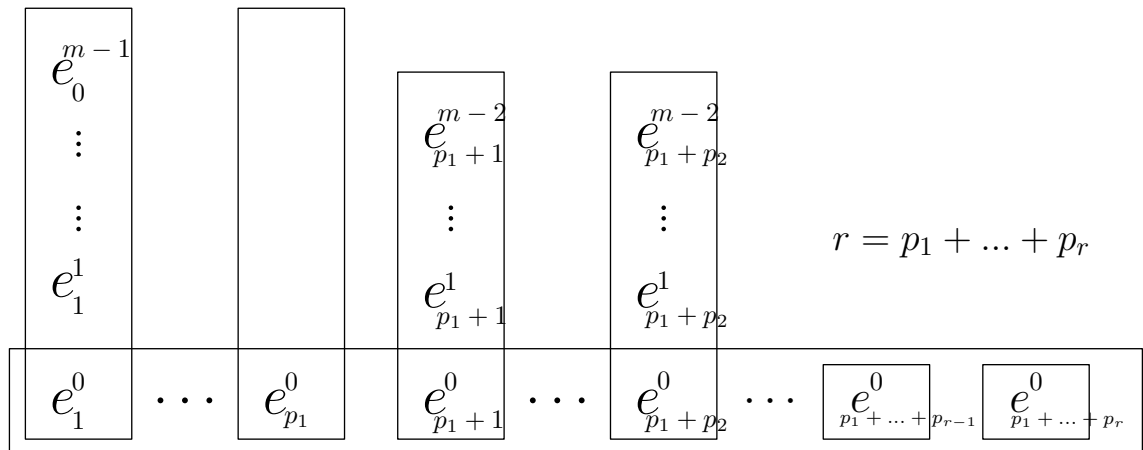 e_0^{m-1}
e_{p_1+1}^{m-2} e_{p_1+p_2}^{m-2}
⋮ ⋮ ⋮ ⋮
r = p_1 + ... + p_r
e_1^1 e_{p_1+1}^1 e_{p_1+p_2}^1
e_1^0 ··· e_{p_1}^0 e_{p_1+1}^0 ··· e_{p_1+p_2}^0 ··· e_{p_1+...+p_{r-1}}^0 e_{p_1+...+p_r}^0